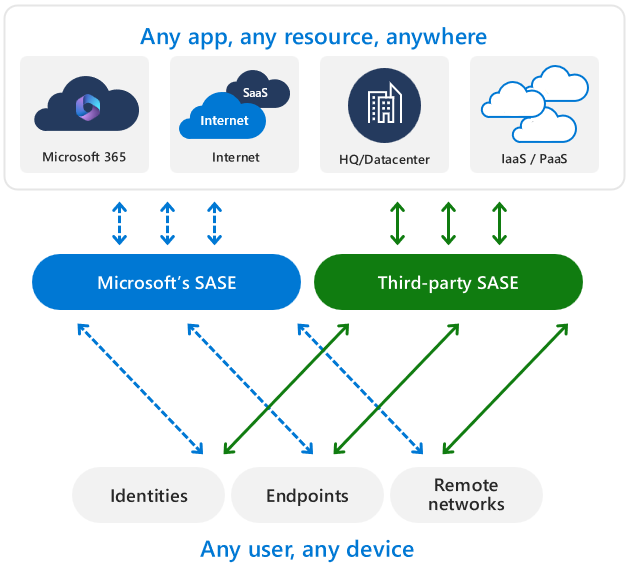 Any app, any resource, anywhere
SaaS
Internet
Microsoft 365
Internet
HQ/Datacenter
IaaS / PaaS
Microsoft’s SASE
Third-party SASE
Identities
Endpoints
Remote
networks
Any user, any device